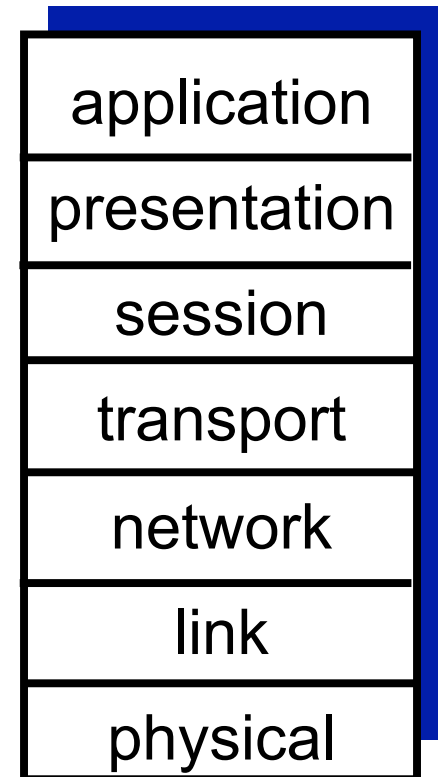 application
presentation
session
transport
network
link
physical